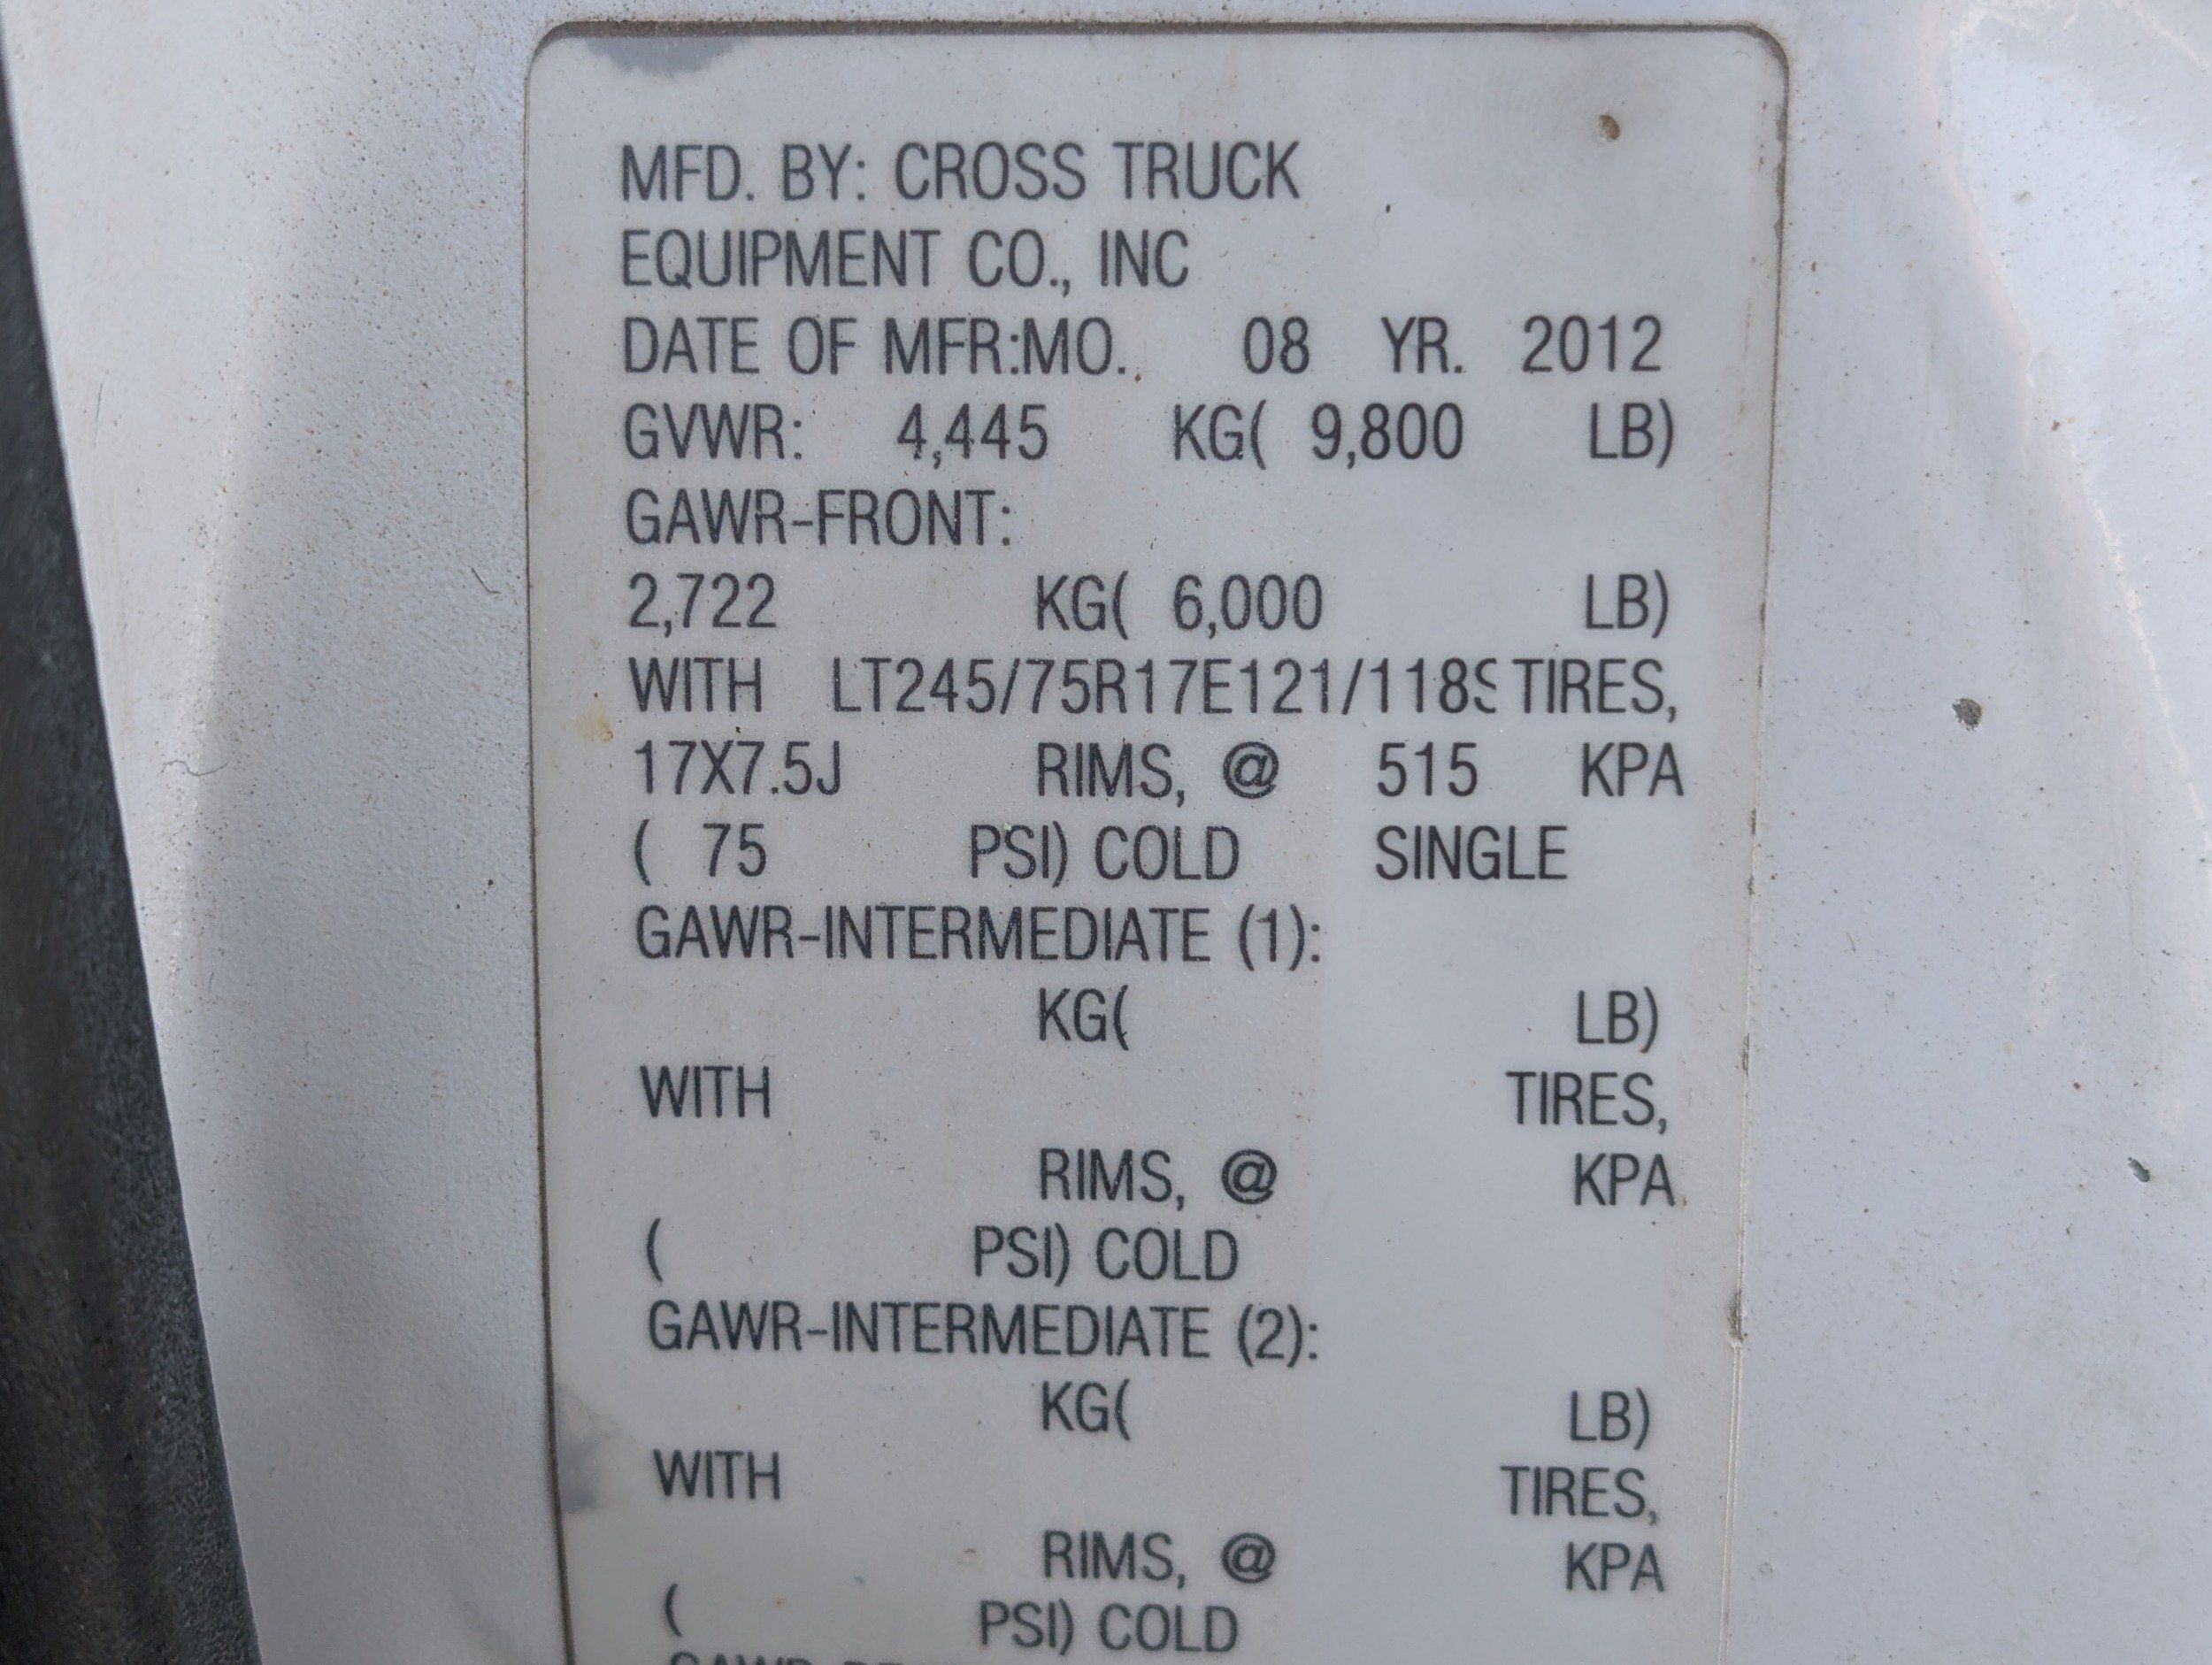 MFD. BY: CROSS TRUCK
EQUIPMENT CO., INC
DATE OF MFR:MO. 08 YR. 2012
GVWR: 4,445 KG( 9,800 LB)
GAWR-FRONT:
2,722 KG( 6,000 LB)
WITH LT245/75R17E121/118S TIRES,
17X7.5J RIMS, @ 515 KPA
( 75 PSI) COLD SINGLE
GAWR-INTERMEDIATE (1):
KG( LB)
WITH TIRES,
RIMS, @ KPA
( PSI) COLD
GAWR-INTERMEDIATE (2):
KG( LB)
WITH TIRES,
RIMS, @ KPA
( PSI) COLD